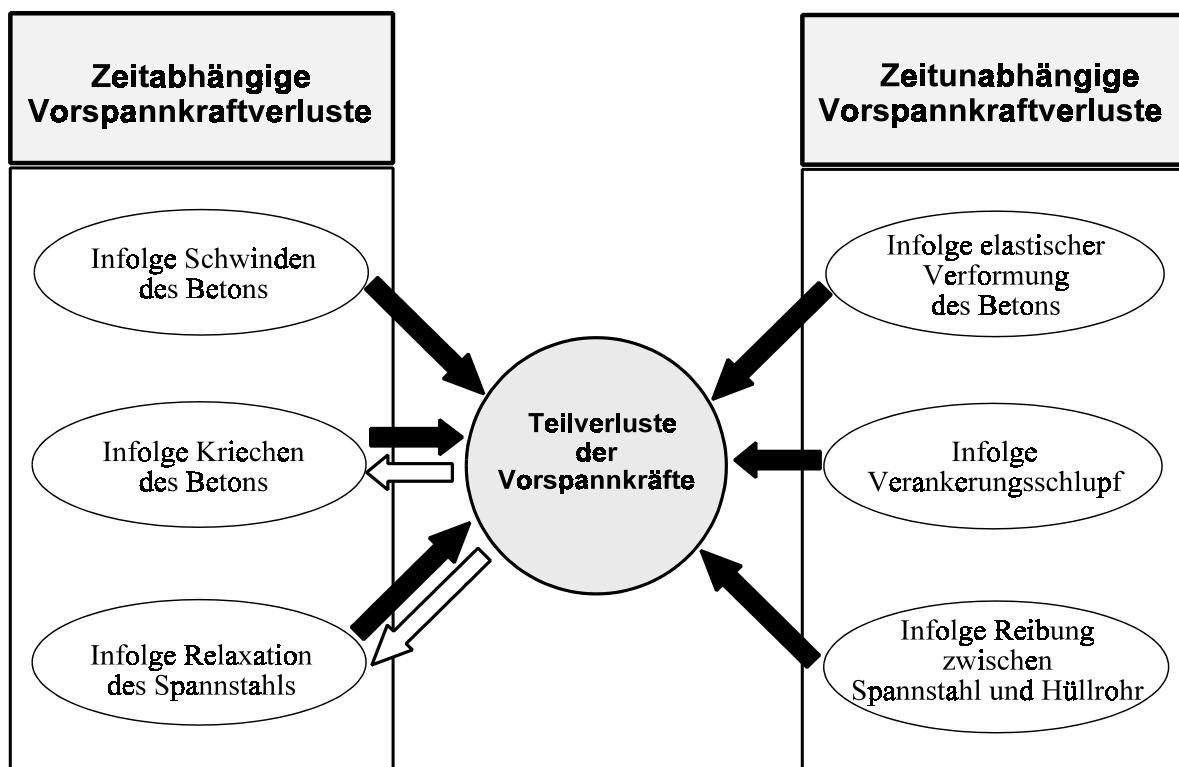 Zeitabhängige
Vorspannkraftverluste
Infolge Schwinden
des Betons
Infolge Kriechen
des Betons
Infolge Relaxation
des Spannstahls
Teilverluste
der
Vorspannkräfte
Zeitunabhängige
Vorspannkraftverluste
Infolge elastischer
Verformung
des Betons
Infolge
Verankerungsschlupf
Infolge Reibung
zwischen
Spannstahl und Hüllrohr